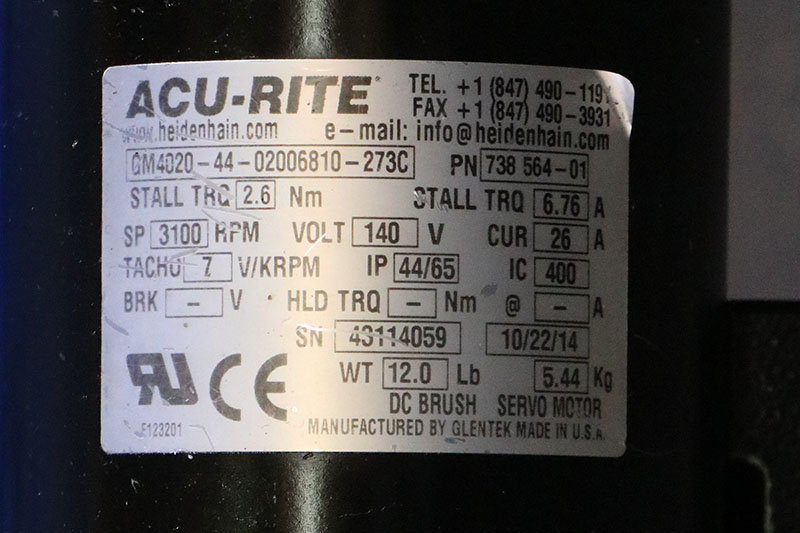 ACU-RITE
TEL. +1 (847) 490-119
FAX +1 (847) 490-3931
www.heidenhain.com e-mail: info@heidenhain.com
GM4020-44-02006810-273C PN 738 564-01
STALL TRQ 2.6 Nm STALL TRQ 6.76 A
SP 3100 RPM VOLT 140 V CUR 26 A
TACHO 7 V/KRPM IP 44/65 IC 400
BRK – V HLD TRQ – Nm @ – A
SN 43114059 10/22/14
WT 12.0 Lb 5.44 Kg
DC BRUSH SERVO MOTOR
E123201 MANUFACTURED BY GLENTEK MADE IN U.S.A.